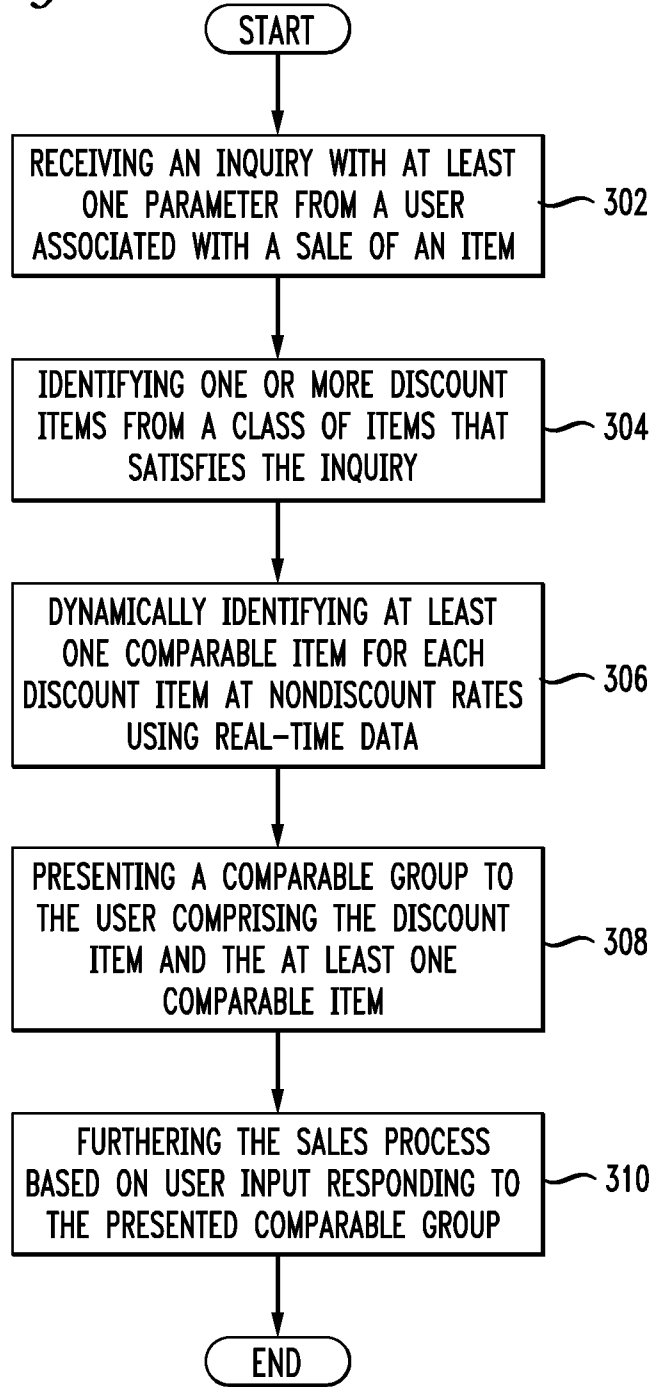 START
RECEIVING AN INQUIRY WITH AT LEAST
ONE PARAMETER FROM A USER
ASSOCIATED WITH A SALE OF AN ITEM
302
IDENTIFYING ONE OR MORE DISCOUNT
ITEMS FROM A CLASS OF ITEMS THAT
SATISFIES THE INQUIRY
304
DYNAMICALLY IDENTIFYING AT LEAST
ONE COMPARABLE ITEM FOR EACH
DISCOUNT ITEM AT NONDISCOUNT RATES
USING REAL-TIME DATA
306
PRESENTING A COMPARABLE GROUP TO
THE USER COMPRISING THE DISCOUNT
ITEM AND THE AT LEAST ONE
COMPARABLE ITEM
308
FURTHERING THE SALES PROCESS
BASED ON USER INPUT RESPONDING TO
THE PRESENTED COMPARABLE GROUP
310
END